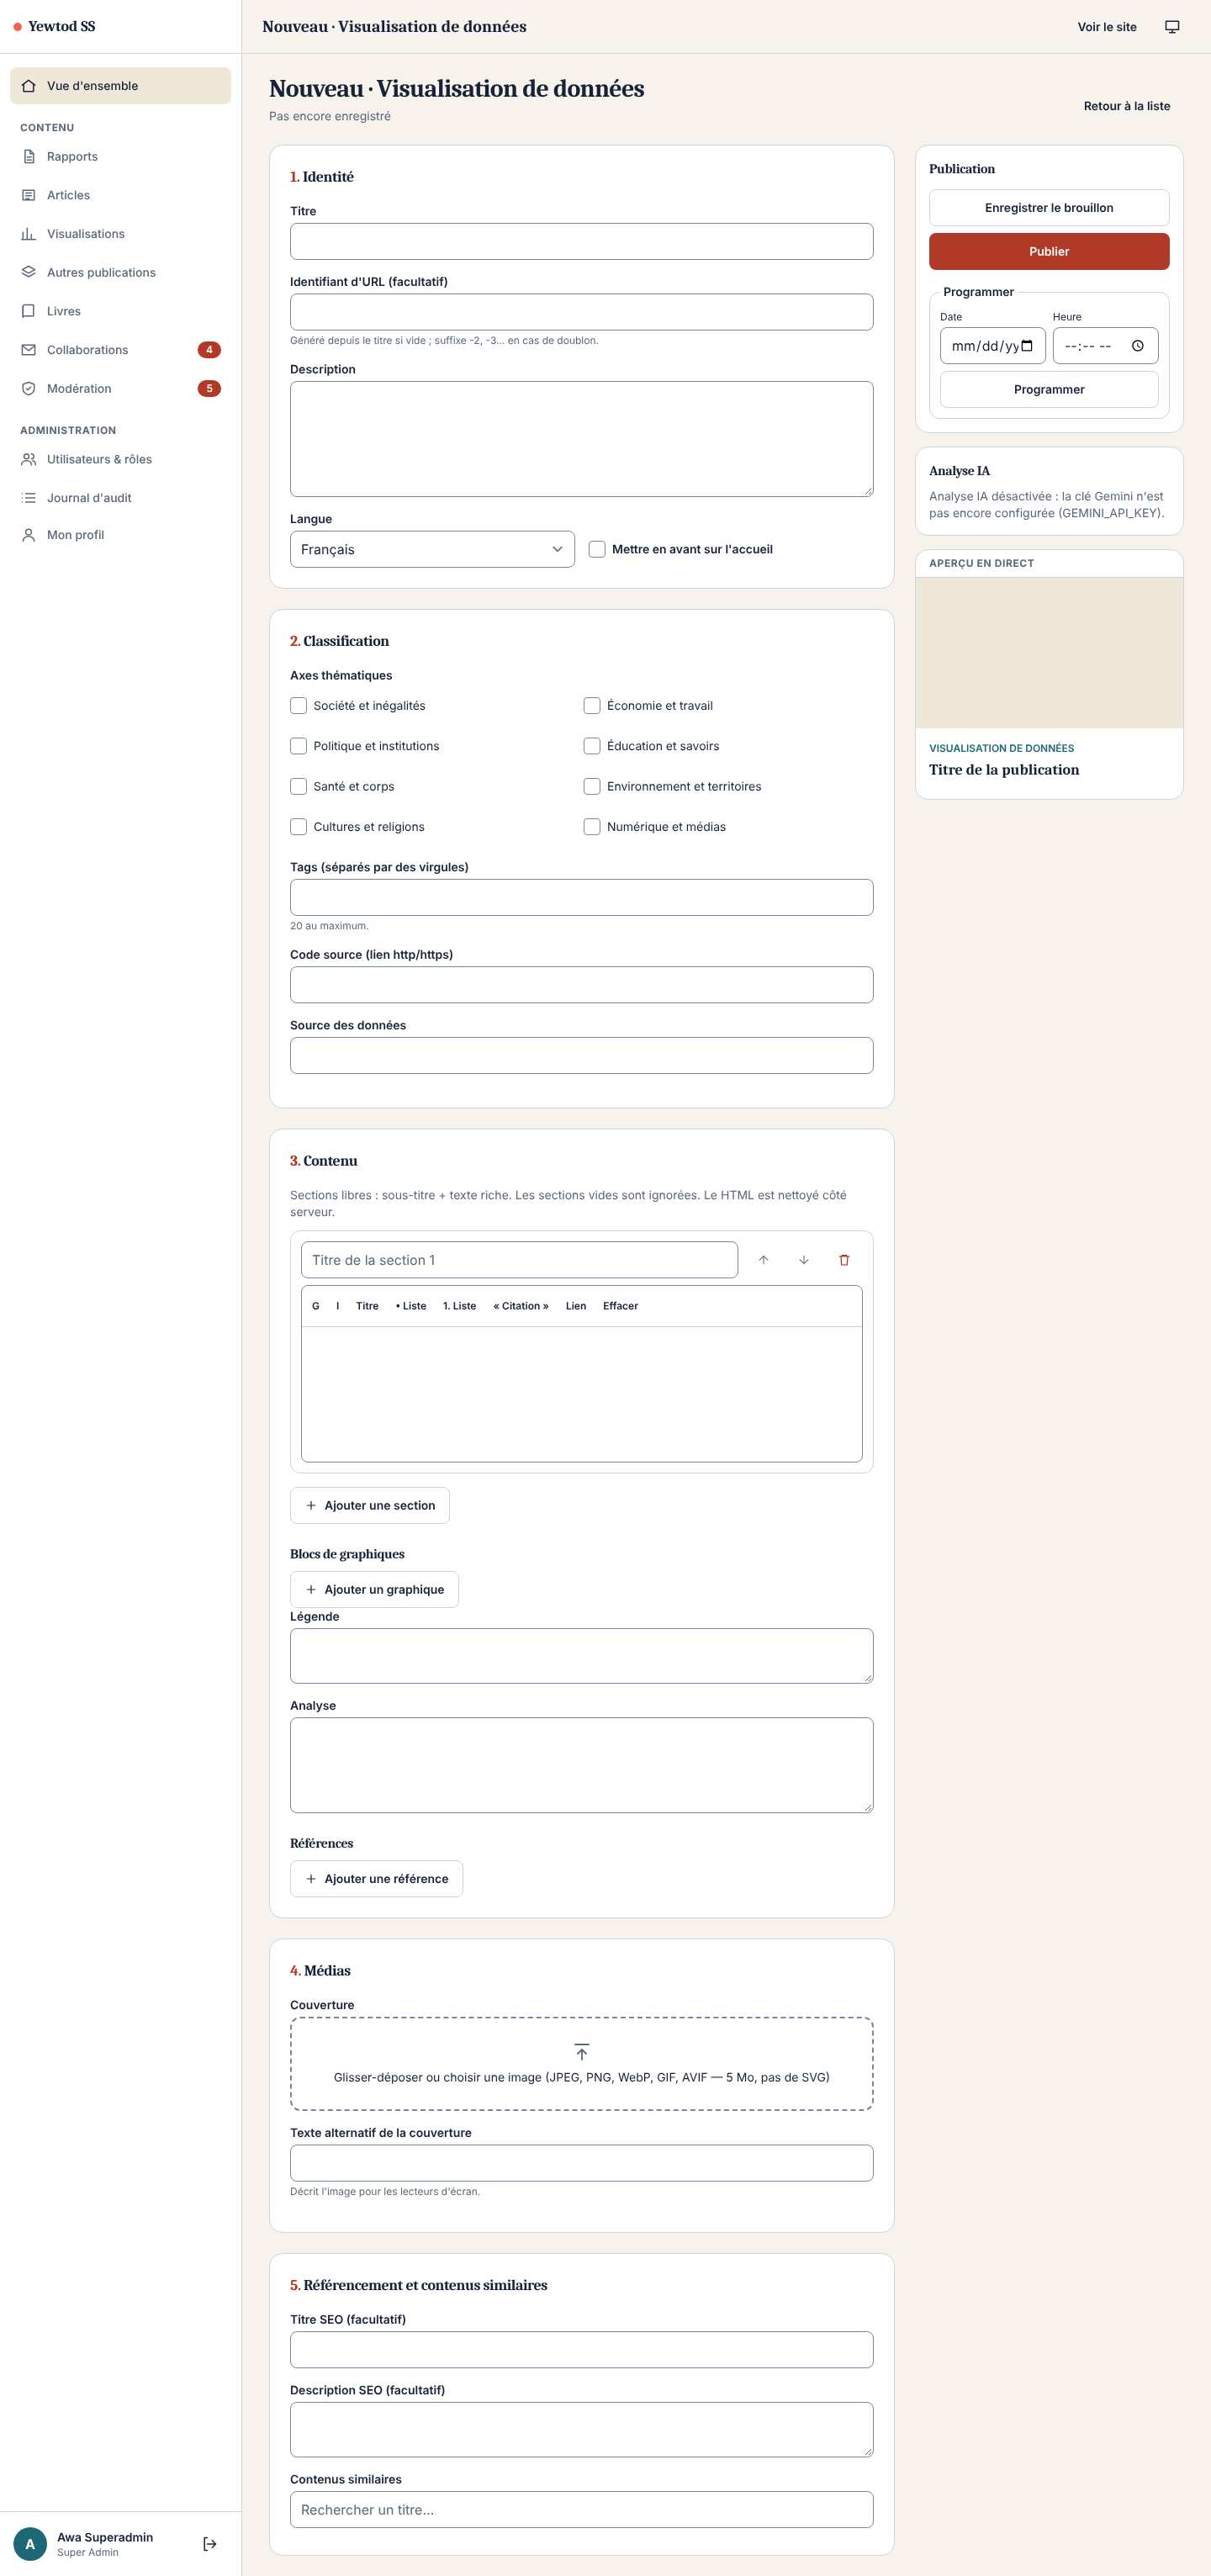 Yewtod SS
Vue d'ensemble
CONTENU
Rapports
Articles
Visualisations
Autres publications
Livres
Collaborations 4
Modération 5
ADMINISTRATION
Utilisateurs & rôles
Journal d'audit
Mon profil
Awa Superadmin
Super Admin
A
Nouveau · Visualisation de données
Voir le site
Nouveau · Visualisation de données
Pas encore enregistré
Retour à la liste
1. Identité
Titre
Identifiant d'URL (facultatif)
Généré depuis le titre si vide ; suffixe -2, -3… en cas de doublon.
Description
Langue
Français
Mettre en avant sur l'accueil
2. Classification
Axes thématiques
Société et inégalités
Économie et travail
Politique et institutions
Éducation et savoirs
Santé et corps
Environnement et territoires
Cultures et religions
Numérique et médias
Tags (séparés par des virgules)
20 au maximum.
Code source (lien http/https)
Source des données
3. Contenu
Sections libres : sous-titre + texte riche. Les sections vides sont ignorées. Le HTML est nettoyé côté
serveur.
Titre de la section 1
G I Titre • Liste 1. Liste « Citation » Lien Effacer
Ajouter une section
Blocs de graphiques
Ajouter un graphique
Légende
Analyse
Références
Ajouter une référence
4. Médias
Couverture
Glisser-déposer ou choisir une image (JPEG, PNG, WebP, GIF, AVIF — 5 Mo, pas de SVG)
Texte alternatif de la couverture
Décrit l'image pour les lecteurs d'écran.
5. Référencement et contenus similaires
Titre SEO (facultatif)
Description SEO (facultatif)
Contenus similaires
Rechercher un titre…
Publication
Enregistrer le brouillon
Publier
Programmer
Date
Heure
mm/dd/yy
--:-- --
Programmer
Analyse IA
Analyse IA désactivée : la clé Gemini n'est
pas encore configurée (GEMINI_API_KEY).
APERÇU EN DIRECT
VISUALISATION DE DONNÉES
Titre de la publication